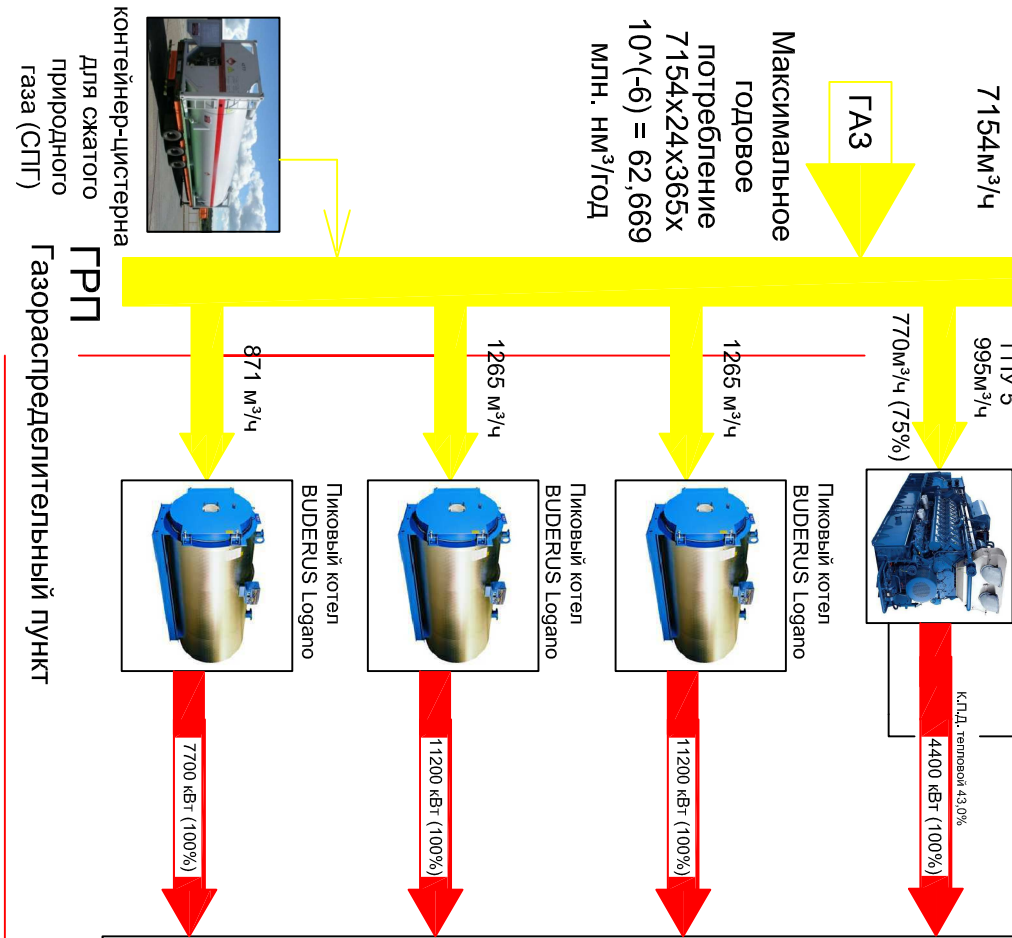 7154м³/ч
ГАЗ
Максимальное
годовое
потребление
7154х24х365х
10^(-6) = 62,669
млн. нм³/год
контейнер-цистерна
для сжатого
природного
газа (СПГ)
ГРП
Газораспределительный пункт
995м³/ч
770м³/ч (75%)
1265 м³/ч
1265 м³/ч
871 м³/ч
Пиковый котел
BUDERUS Logano
Пиковый котел
BUDERUS Logano
Пиковый котел
BUDERUS Logano
К.П.Д. тепловой 43,0%
4400 кВт (100%)
11200 кВт (100%)
11200 кВт (100%)
7700 кВт (100%)